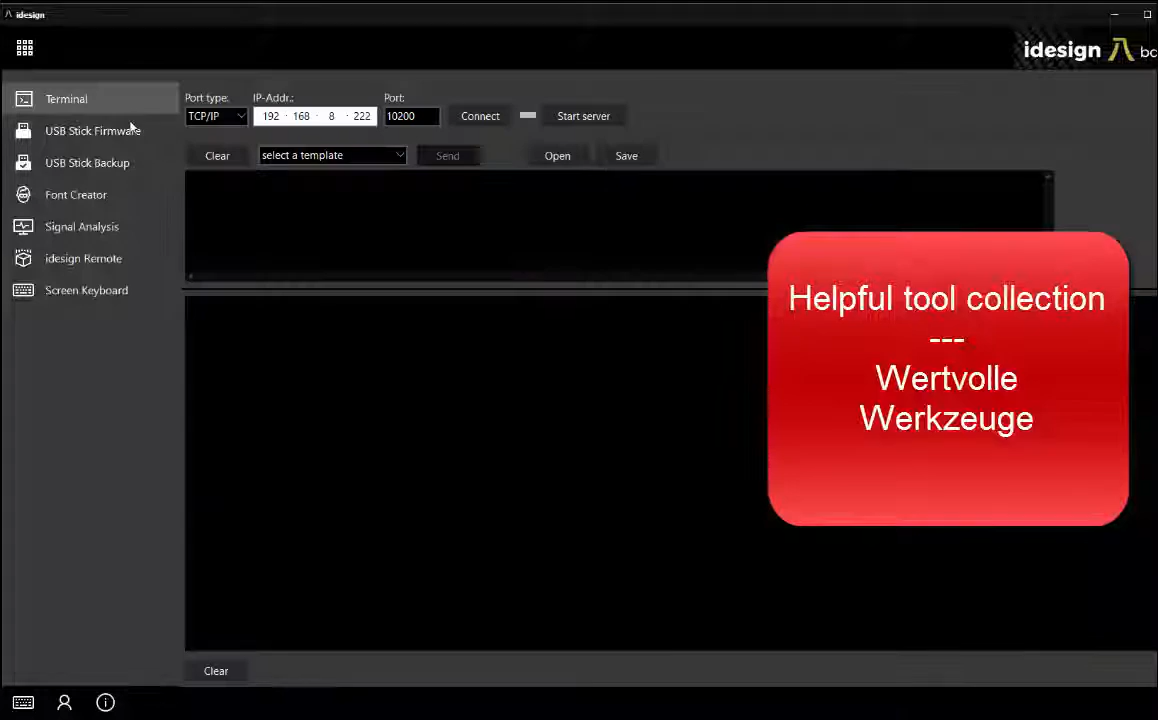 idesign
idesign bc
Terminal
USB Stick Firmware
USB Stick Backup
Font Creator
Signal Analysis
idesign Remote
Screen Keyboard
Port type: IP-Addr.: Port:
TCP/IP 192 . 168 . 8 . 222 10200 Connect Start server
Clear select a template Send Open Save
Helpful tool collection
---
Wertvolle
Werkzeuge
Clear